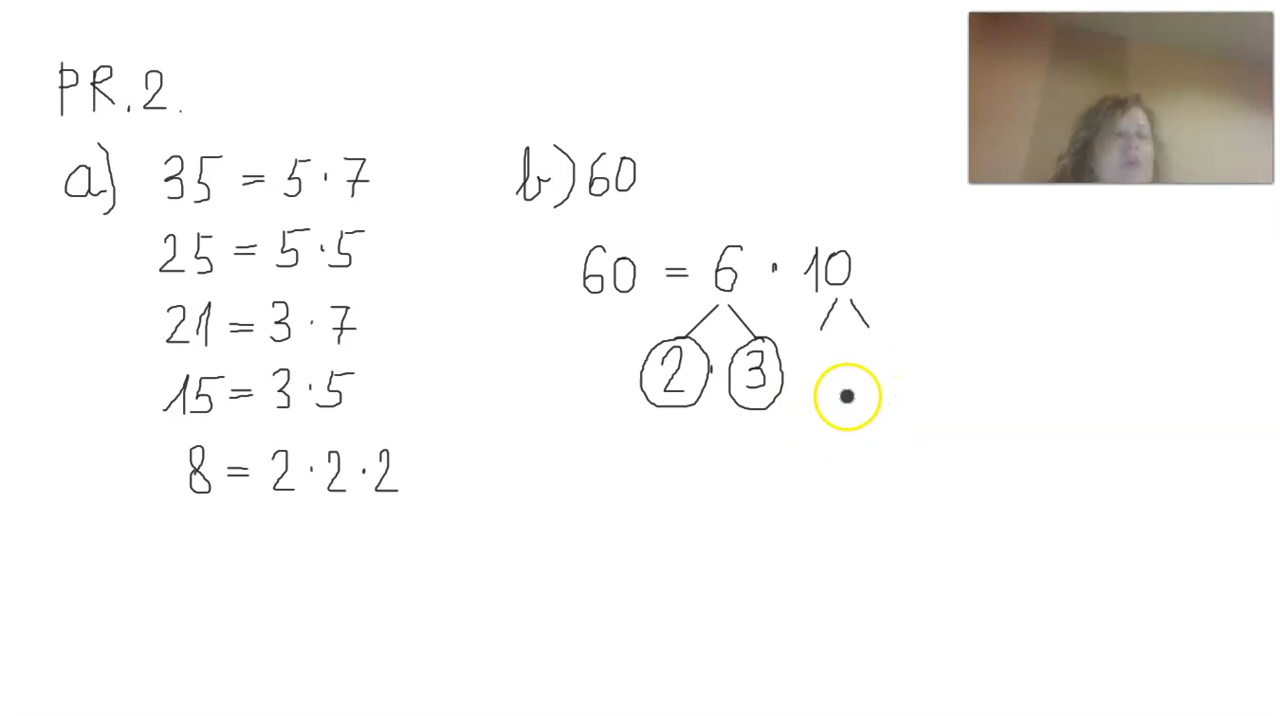 PR.2.
a) 35 = 5·7
25 = 5·5
21 = 3·7
15 = 3·5
8 = 2·2·2
b) 60
60 = 6 · 10
2 · 3